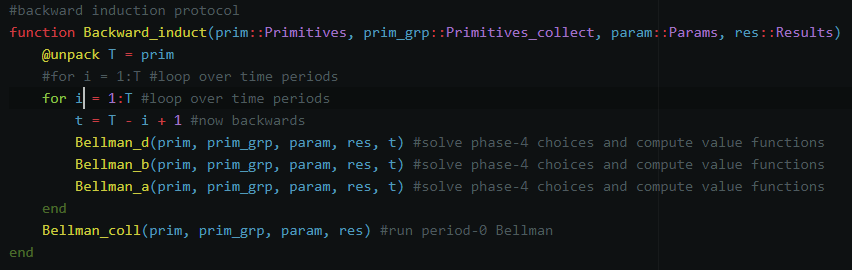 #backward induction protocol
function Backward_induct(prim::Primitives, prim_grp::Primitives_collect, param::Params, res::Results)
    @unpack T = prim
    #for i = 1:T #loop over time periods
    for i = 1:T #loop over time periods
        t = T - i + 1 #now backwards
        Bellman_d(prim, prim_grp, param, res, t) #solve phase-4 choices and compute value functions
        Bellman_b(prim, prim_grp, param, res, t) #solve phase-4 choices and compute value functions
        Bellman_a(prim, prim_grp, param, res, t) #solve phase-4 choices and compute value functions
    end
    Bellman_coll(prim, prim_grp, param, res) #run period-0 Bellman
end